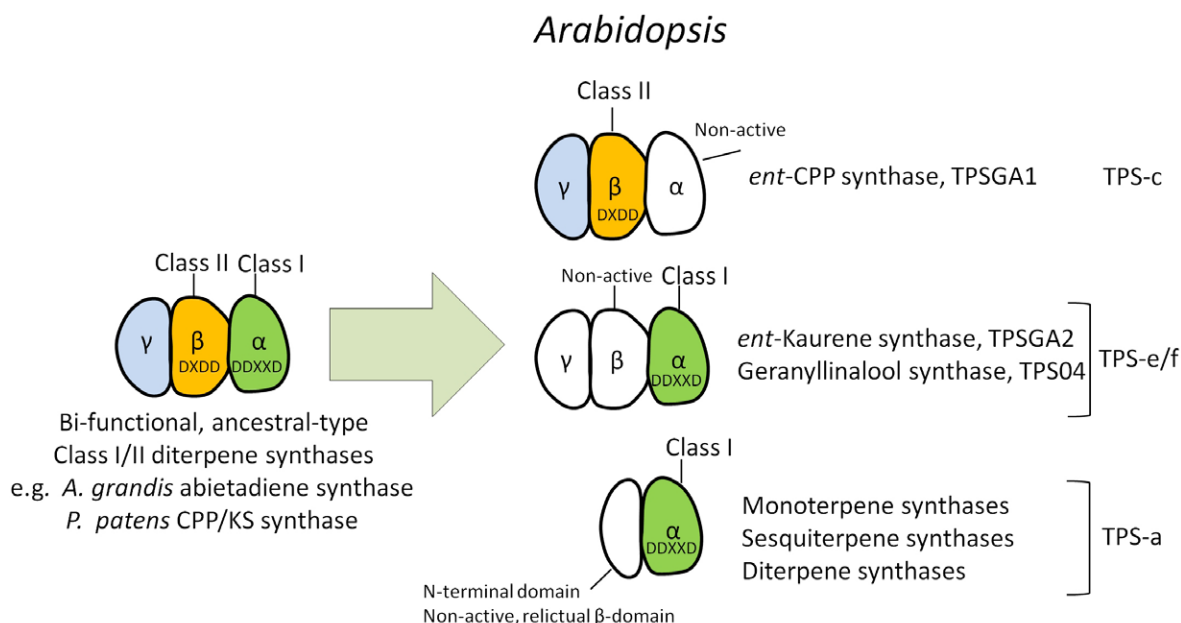 Arabidopsis
Class II
Non-active
γ
β
DXDD
α
ent-CPP synthase, TPSGA1
TPS-c
Class II
Class I
γ
β
DXDD
α
DDXXD
Bi-functional, ancestral-type
Class I/II diterpene synthases
e.g. A. grandis abietadiene synthase
P. patens CPP/KS synthase
Non-active
Class I
γ
β
α
DDXXD
ent-Kaurene synthase, TPSGA2
Geranyllinalool synthase, TPS04
TPS-e/f
Class I
α
DDXXD
N-terminal domain
Non-active, relictual β-domain
Monoterpene synthases
Sesquiterpene synthases
Diterpene synthases
TPS-a